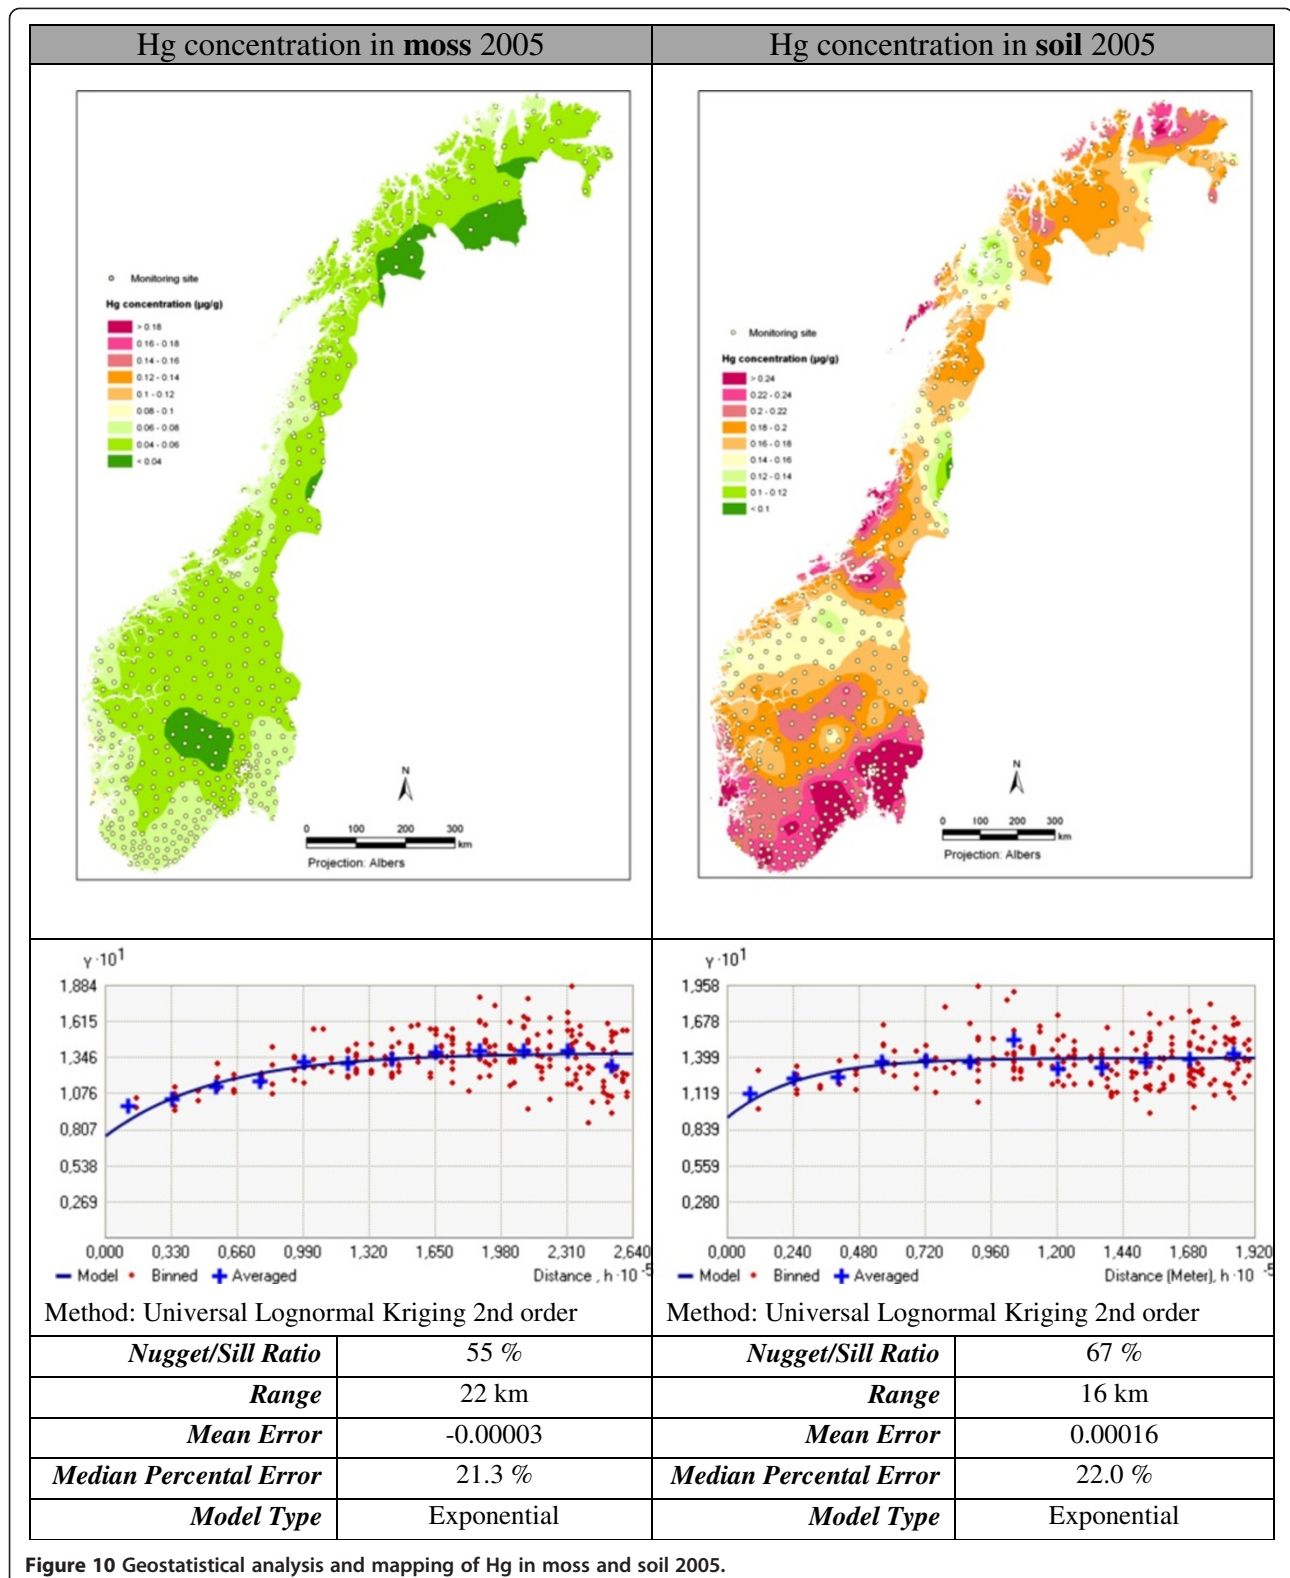 Hg concentration in moss 2005
Hg concentration in soil 2005
Monitoring site
Hg concentration (µg/g)
> 0.18
0.16 - 0.18
0.14 - 0.16
0.12 - 0.14
0.1 - 0.12
0.08 - 0.1
0.06 - 0.08
0.04 - 0.06
< 0.04
N
0 100 200 300
km
Projection: Albers
Monitoring site
Hg concentration (µg/g)
> 0.24
0.22 - 0.24
0.2 - 0.22
0.18 - 0.2
0.16 - 0.18
0.14 - 0.16
0.12 - 0.14
0.1 - 0.12
< 0.1
N
0 100 200 300
km
Projection: Albers
γ·10¹
1,884
1,615
1,346
1,076
0,807
0,538
0,269
0,000 0,330 0,660 0,990 1,320 1,650 1,980 2,310 2,640
Model Binned Averaged Distance , h·10⁻⁵
Method: Universal Lognormal Kriging 2nd order
γ·10¹
1,958
1,678
1,399
1,119
0,839
0,559
0,280
0,000 0,240 0,480 0,720 0,960 1,200 1,440 1,680 1,920
Model Binned Averaged Distance (Meter), h·10⁻⁵
Method: Universal Lognormal Kriging 2nd order
Nugget/Sill Ratio 55 % Nugget/Sill Ratio 67 %
Range 22 km Range 16 km
Mean Error -0.00003 Mean Error 0.00016
Median Percental Error 21.3 % Median Percental Error 22.0 %
Model Type Exponential Model Type Exponential
Figure 10 Geostatistical analysis and mapping of Hg in moss and soil 2005.